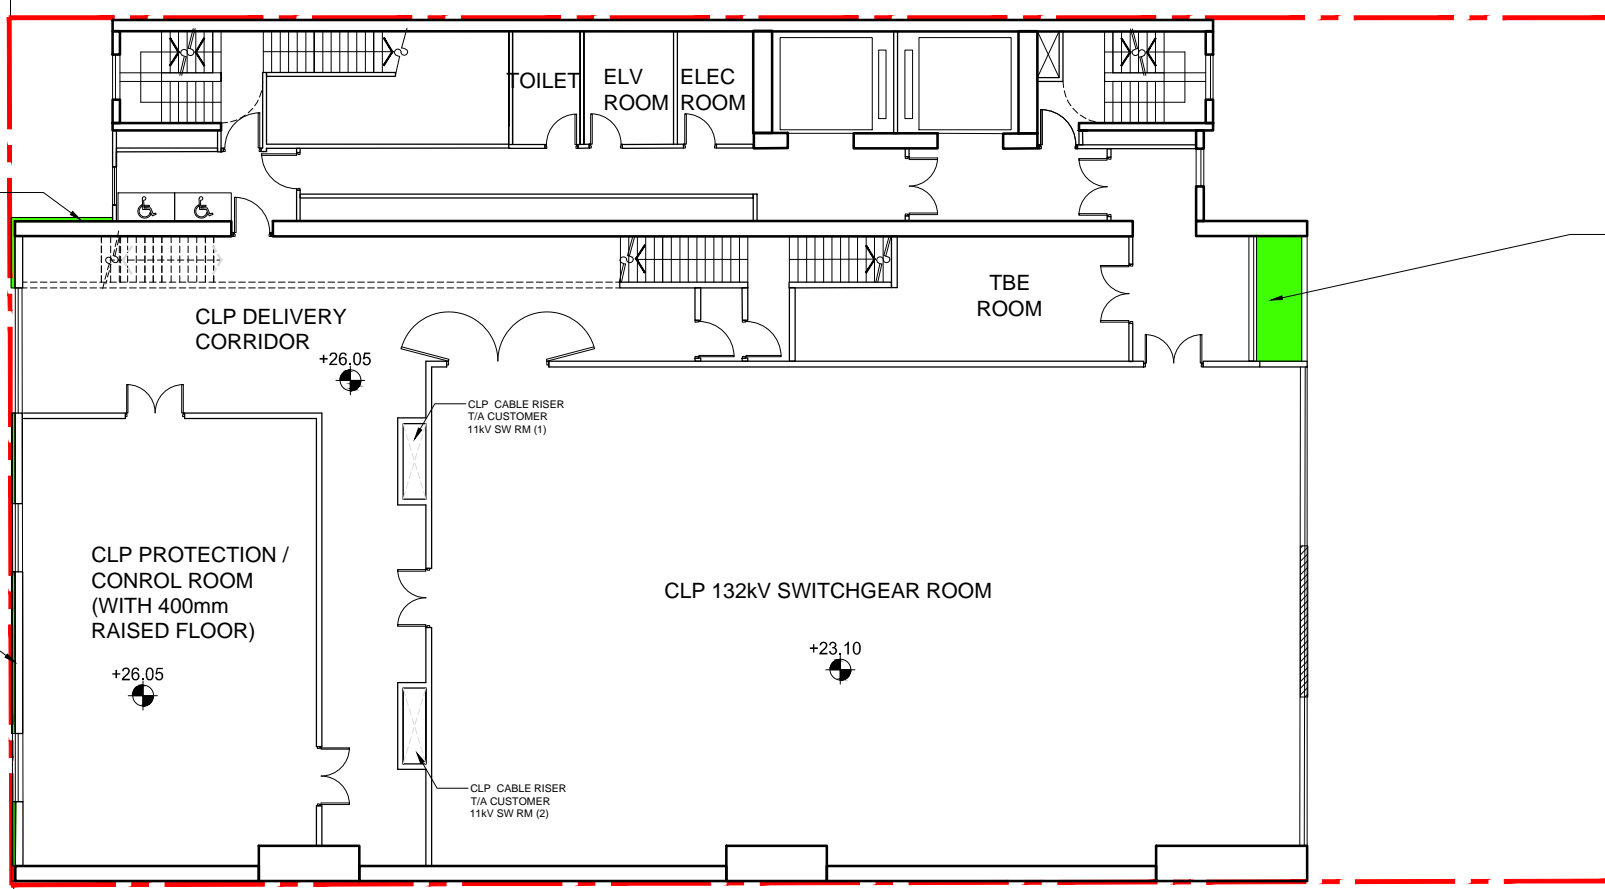 TOILET
ELV
ROOM
ELEC
ROOM
TBE
ROOM
CLP DELIVERY
CORRIDOR
+26.05
CLP CABLE RISER
T/A CUSTOMER
11kV SW RM (1)
CLP PROTECTION /
CONROL ROOM
(WITH 400mm
RAISED FLOOR)
+26.05
CLP 132kV SWITCHGEAR ROOM
+23.10
CLP CABLE RISER
T/A CUSTOMER
11kV SW RM (2)